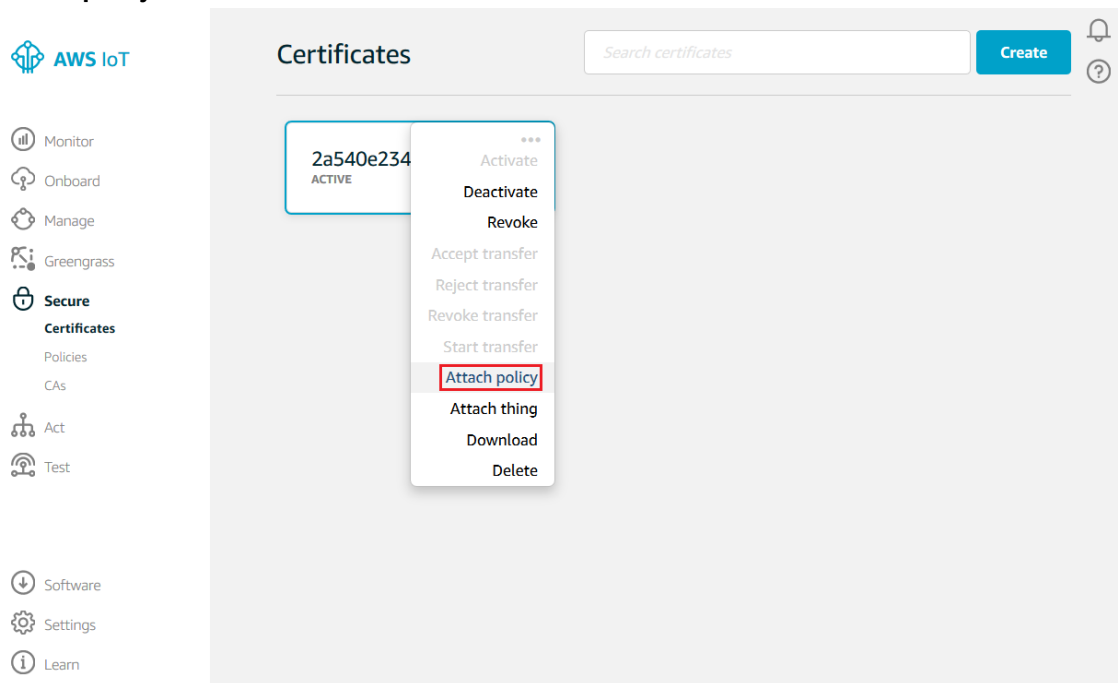 AWS IoT
Monitor
Onboard
Manage
Greengrass
Secure
Certificates
Policies
CAs
Act
Test
Software
Settings
Learn
Certificates
Search certificates
Create
2a540e234
ACTIVE
Activate
Deactivate
Revoke
Accept transfer
Reject transfer
Revoke transfer
Start transfer
Attach policy
Attach thing
Download
Delete